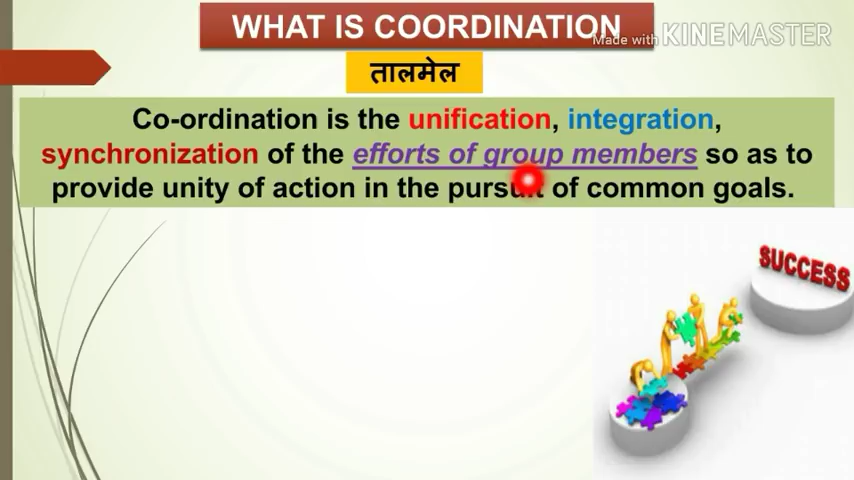 WHAT IS COORDINATION
Made with KINEMASTER
तालमेल
Co-ordination is the unification, integration,
synchronization of the efforts of group members so as to
provide unity of action in the pursuit of common goals.
SUCCESS